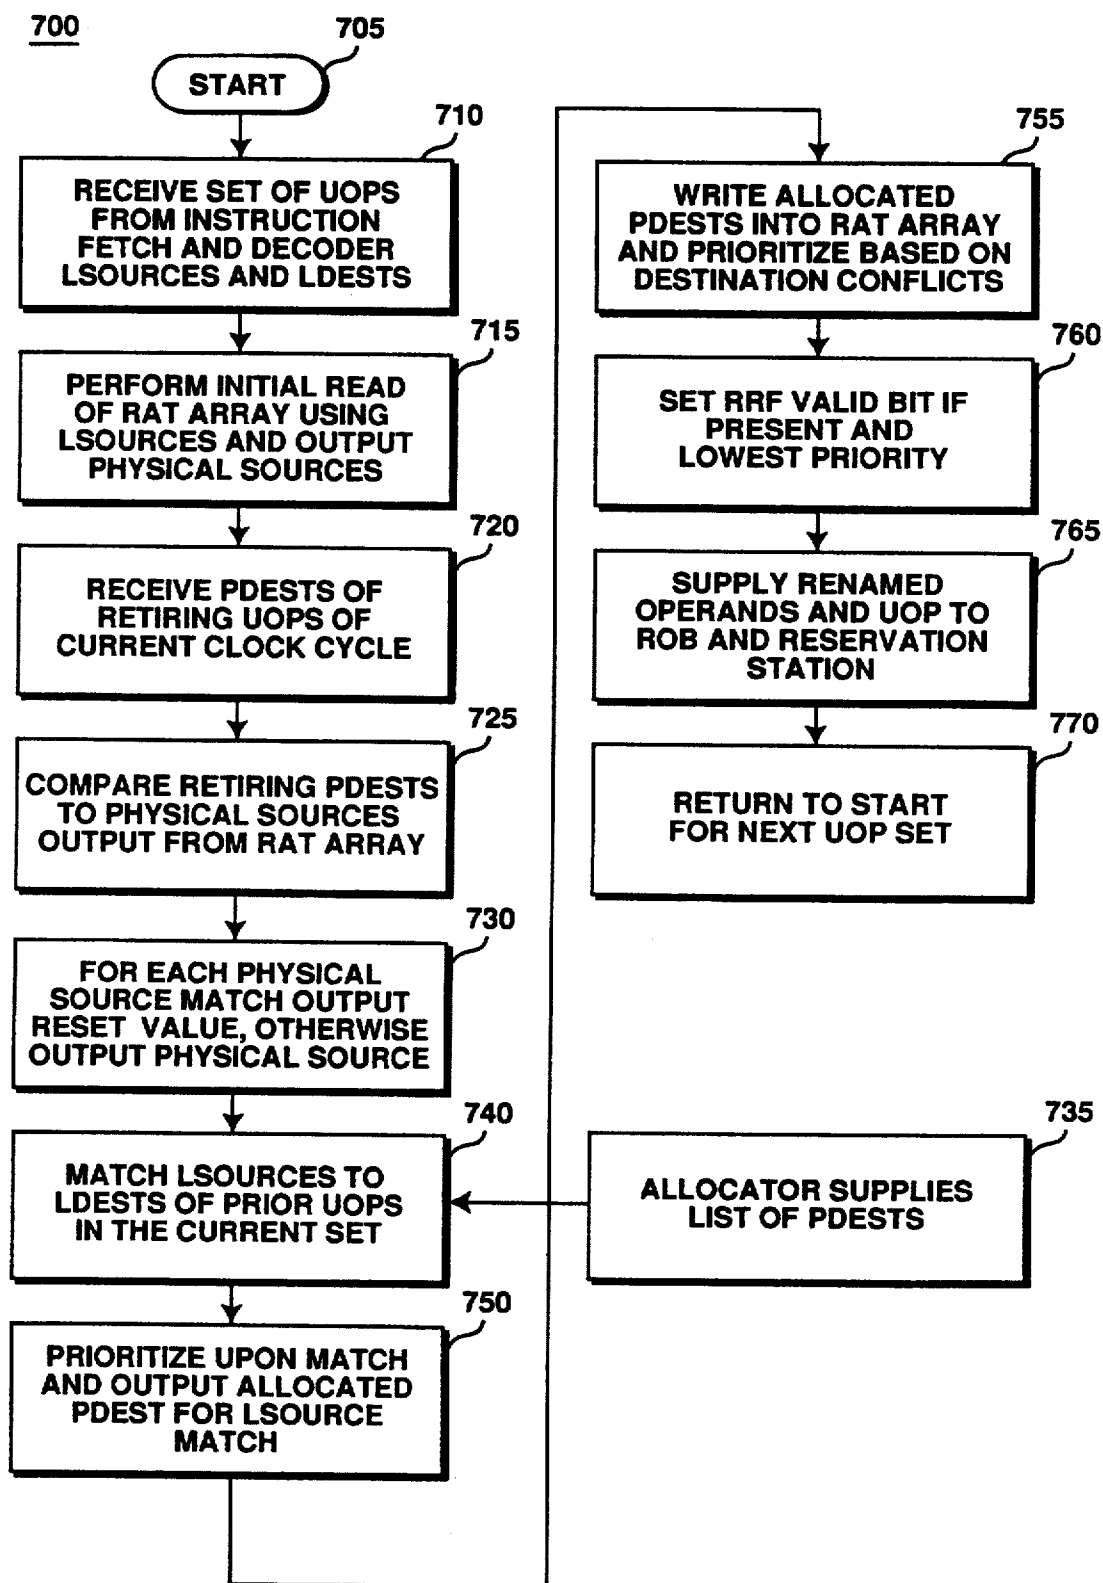 700
705
START
710
RECEIVE SET OF UOPS
FROM INSTRUCTION
FETCH AND DECODER
LSOURCES AND LDESTS
715
PERFORM INITIAL READ
OF RAT ARRAY USING
LSOURCES AND OUTPUT
PHYSICAL SOURCES
720
RECEIVE PDESTS OF
RETIRING UOPS OF
CURRENT CLOCK CYCLE
725
COMPARE RETIRING PDESTS
TO PHYSICAL SOURCES
OUTPUT FROM RAT ARRAY
730
FOR EACH PHYSICAL
SOURCE MATCH OUTPUT
RESET VALUE, OTHERWISE
OUTPUT PHYSICAL SOURCE
740
MATCH LSOURCES TO
LDESTS OF PRIOR UOPS
IN THE CURRENT SET
735
ALLOCATOR SUPPLIES
LIST OF PDESTS
750
PRIORITIZE UPON MATCH
AND OUTPUT ALLOCATED
PDEST FOR LSOURCE
MATCH
755
WRITE ALLOCATED
PDESTS INTO RAT ARRAY
AND PRIORITIZE BASED ON
DESTINATION CONFLICTS
760
SET RRF VALID BIT IF
PRESENT AND
LOWEST PRIORITY
765
SUPPLY RENAMED
OPERANDS AND UOP TO
ROB AND RESERVATION
STATION
770
RETURN TO START
FOR NEXT UOP SET